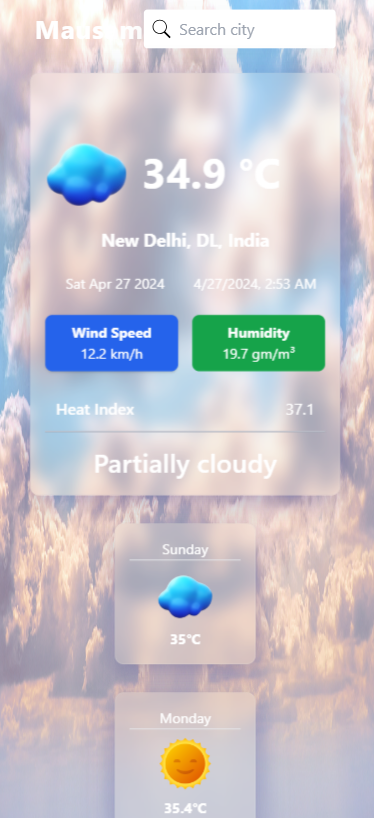 Mausam
Search city
34.9 °C
New Delhi, DL, India
Sat Apr 27 2024 4/27/2024, 2:53 AM
Wind Speed
12.2 km/h
Humidity
19.7 gm/m³
Heat Index 37.1
Partially cloudy
Sunday
35°C
Monday
35.4°C